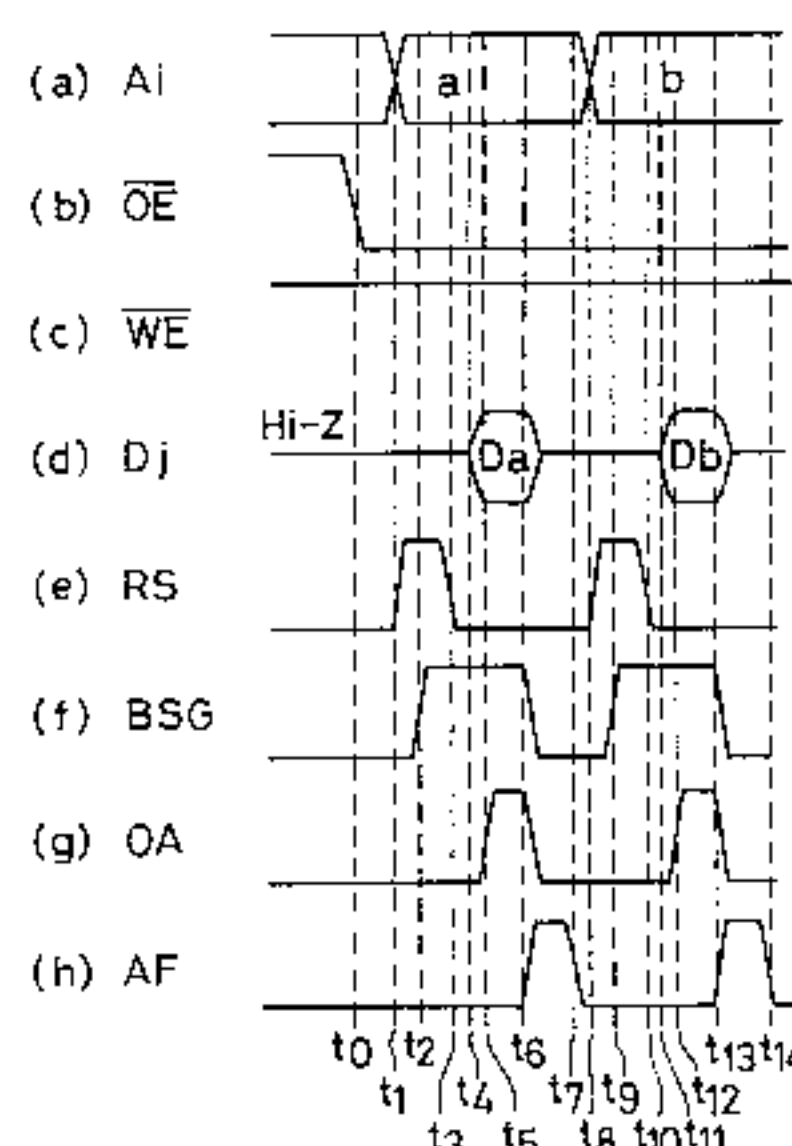 (a) Ai a b
(b) OE
(c) WE
Hi-Z
(d) Dj Da Db
(e) RS
(f) BSG
(g) OA
(h) AF
t0 t2 t6 t13 t14
t1 t4 t7 t9 t12
t3 t5 t8 t10 t11